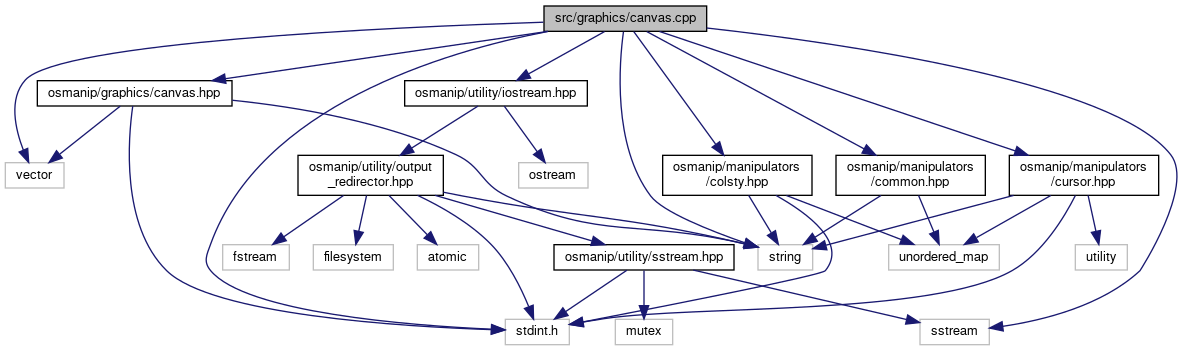 src/graphics/canvas.cpp
osmanip/graphics/canvas.hpp
osmanip/utility/iostream.hpp
vector
osmanip/utility/output
_redirector.hpp
ostream
osmanip/manipulators
/colsty.hpp
osmanip/manipulators
/common.hpp
osmanip/manipulators
/cursor.hpp
fstream
filesystem
atomic
osmanip/utility/sstream.hpp
string
unordered_map
utility
stdint.h
mutex
sstream